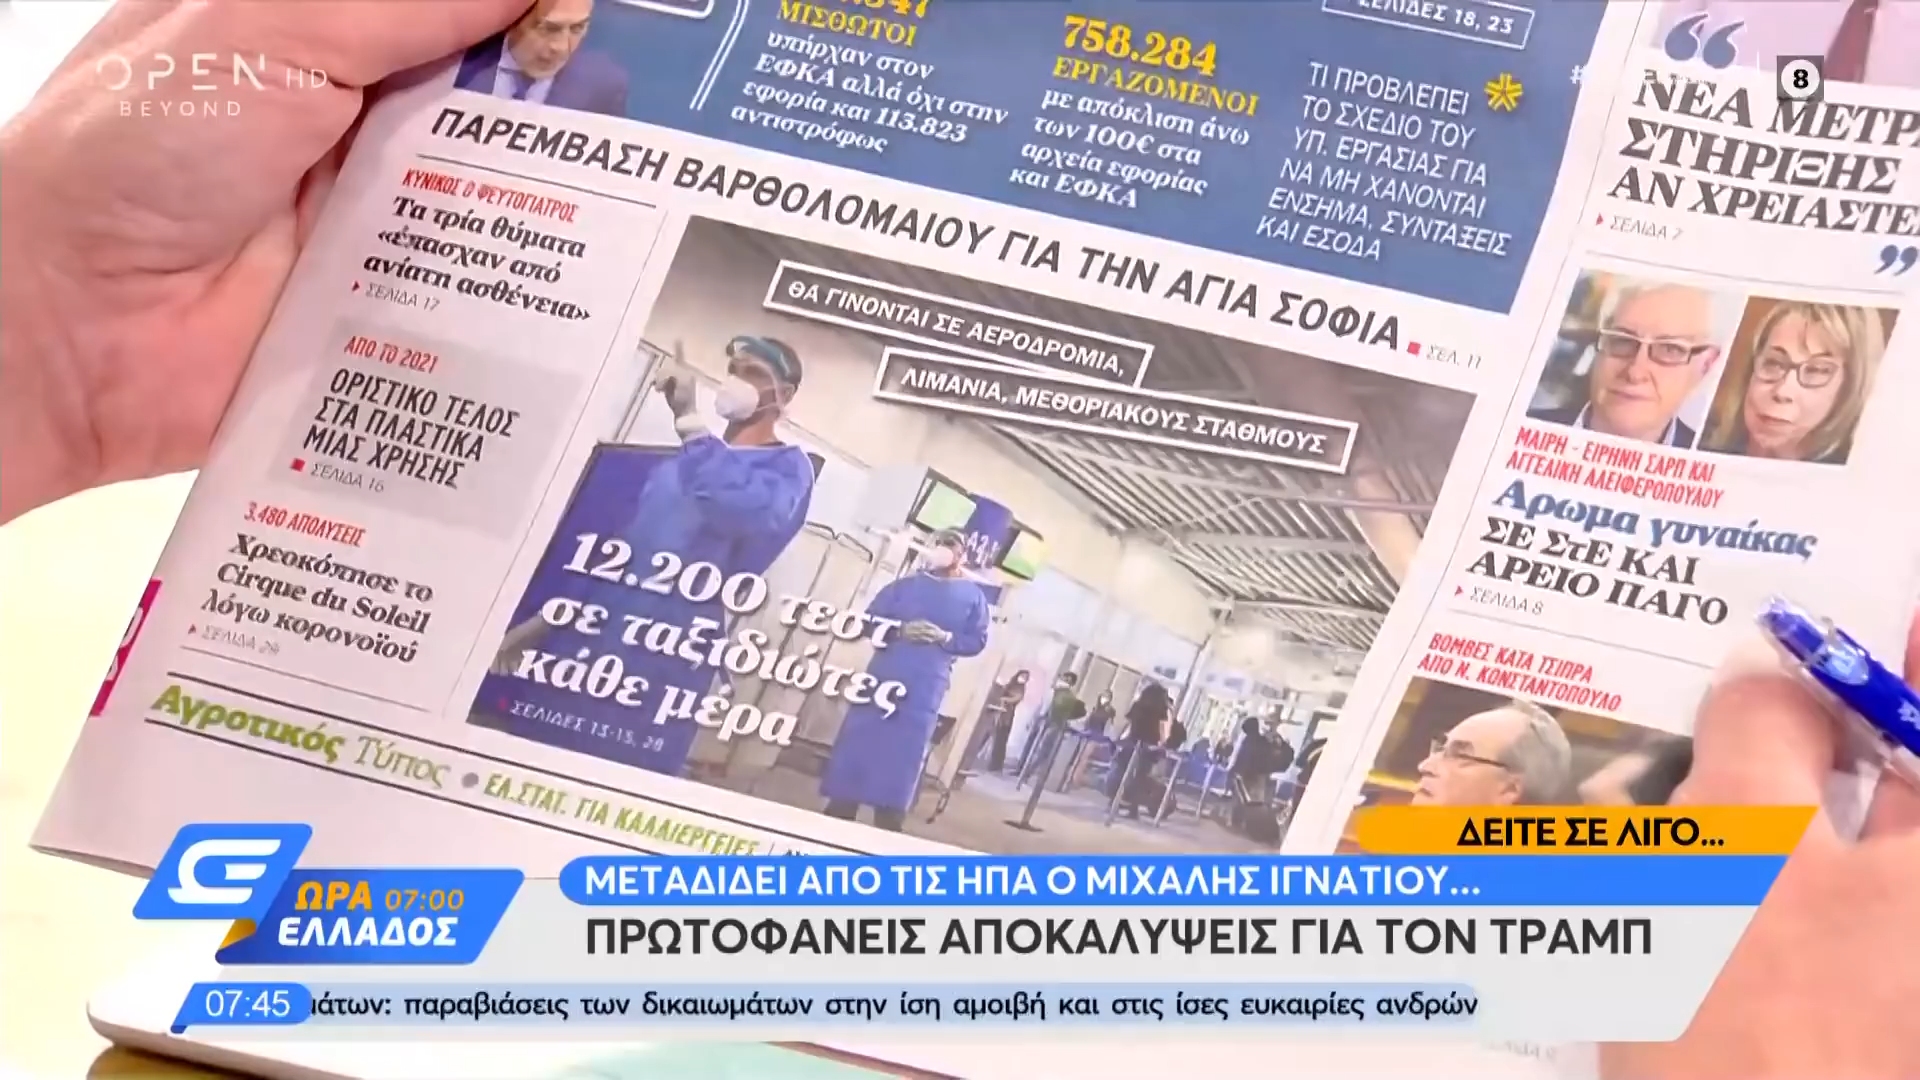 OPEN HD
BEYOND
8
ΜΙΣΘΩΤΟΙ
υπήρχαν στον
ΕΦΚΑ αλλά όχι στην
εφορία και 113.823
αντιστρόφως
758.284
ΕΡΓΑΖΟΜΕΝΟΙ
με απόκλιση άνω
των 100€ στα
αρχεία εφορίας
και ΕΦΚΑ
ΣΕΛΙΔΕΣ 18, 23
ΤΙ ΠΡΟΒΛΕΠΕΙ
ΤΟ ΣΧΕΔΙΟ ΤΟΥ
ΥΠ. ΕΡΓΑΣΙΑΣ ΓΙΑ
ΝΑ ΜΗ ΧΑΝΟΝΤΑΙ
ΕΝΣΗΜΑ, ΣΥΝΤΑΞΕΙΣ
ΚΑΙ ΕΣΟΔΑ
“
ΝΕΑ ΜΕΤΡΑ
ΣΤΗΡΙΞΗΣ
ΑΝ ΧΡΕΙΑΣΤΕΙ
ΣΕΛΙΔΑ 7
”
ΠΑΡΕΜΒΑΣΗ ΒΑΡΘΟΛΟΜΑΙΟΥ ΓΙΑ ΤΗΝ ΑΓΙΑ ΣΟΦΙΑ ΣΕΛ. 11
ΚΥΝΙΚΟΣ Ο ΨΕΥΤΟΓΙΑΤΡΟΣ
Τα τρία θύματα
«έπασχαν από
ανίατη ασθένεια»
ΣΕΛΙΔΑ 17
ΑΠΟ ΤΟ 2021
ΟΡΙΣΤΙΚΟ ΤΕΛΟΣ
ΣΤΑ ΠΛΑΣΤΙΚΑ
ΜΙΑΣ ΧΡΗΣΗΣ
ΣΕΛΙΔΑ 16
3.480 ΑΠΟΛΥΣΕΙΣ
Χρεοκόπησε το
Cirque du Soleil
λόγω κορονοϊού
ΣΕΛΙΔΑ 29
ΘΑ ΓΙΝΟΝΤΑΙ ΣΕ ΑΕΡΟΔΡΟΜΙΑ,
ΛΙΜΑΝΙΑ, ΜΕΘΟΡΙΑΚΟΥΣ ΣΤΑΘΜΟΥΣ
12.200 τεστ
σε ταξιδιώτες
κάθε μέρα
ΣΕΛΙΔΕΣ 13-15, 28
ΜΑΙΡΗ - ΕΙΡΗΝΗ ΣΑΡΠ ΚΑΙ
ΑΓΓΕΛΙΚΗ ΑΛΕΙΦΕΡΟΠΟΥΛΟΥ
Αρωμα γυναίκας
ΣΕ ΣτΕ ΚΑΙ
ΑΡΕΙΟ ΠΑΓΟ
ΣΕΛΙΔΑ 8
ΒΟΜΒΕΣ ΚΑΤΑ ΤΣΙΠΡΑ
ΑΠΟ Ν. ΚΩΝΣΤΑΝΤΟΠΟΥΛΟ
Αγροτικός Τύπος • ΕΛ.ΣΤΑΤ. ΓΙΑ ΚΑΛΛΙΕΡΓΕΙΕΣ
ΔΕΙΤΕ ΣΕ ΛΙΓΟ...
ΜΕΤΑΔΙΔΕΙ ΑΠΟ ΤΙΣ ΗΠΑ Ο ΜΙΧΑΛΗΣ ΙΓΝΑΤΙΟΥ...
ΩΡΑ 07:00
ΕΛΛΑΔΟΣ
ΠΡΩΤΟΦΑΝΕΙΣ ΑΠΟΚΑΛΥΨΕΙΣ ΓΙΑ ΤΟΝ ΤΡΑΜΠ
07:45 μάτων: παραβιάσεις των δικαιωμάτων στην ίση αμοιβή και στις ίσες ευκαιρίες ανδρών